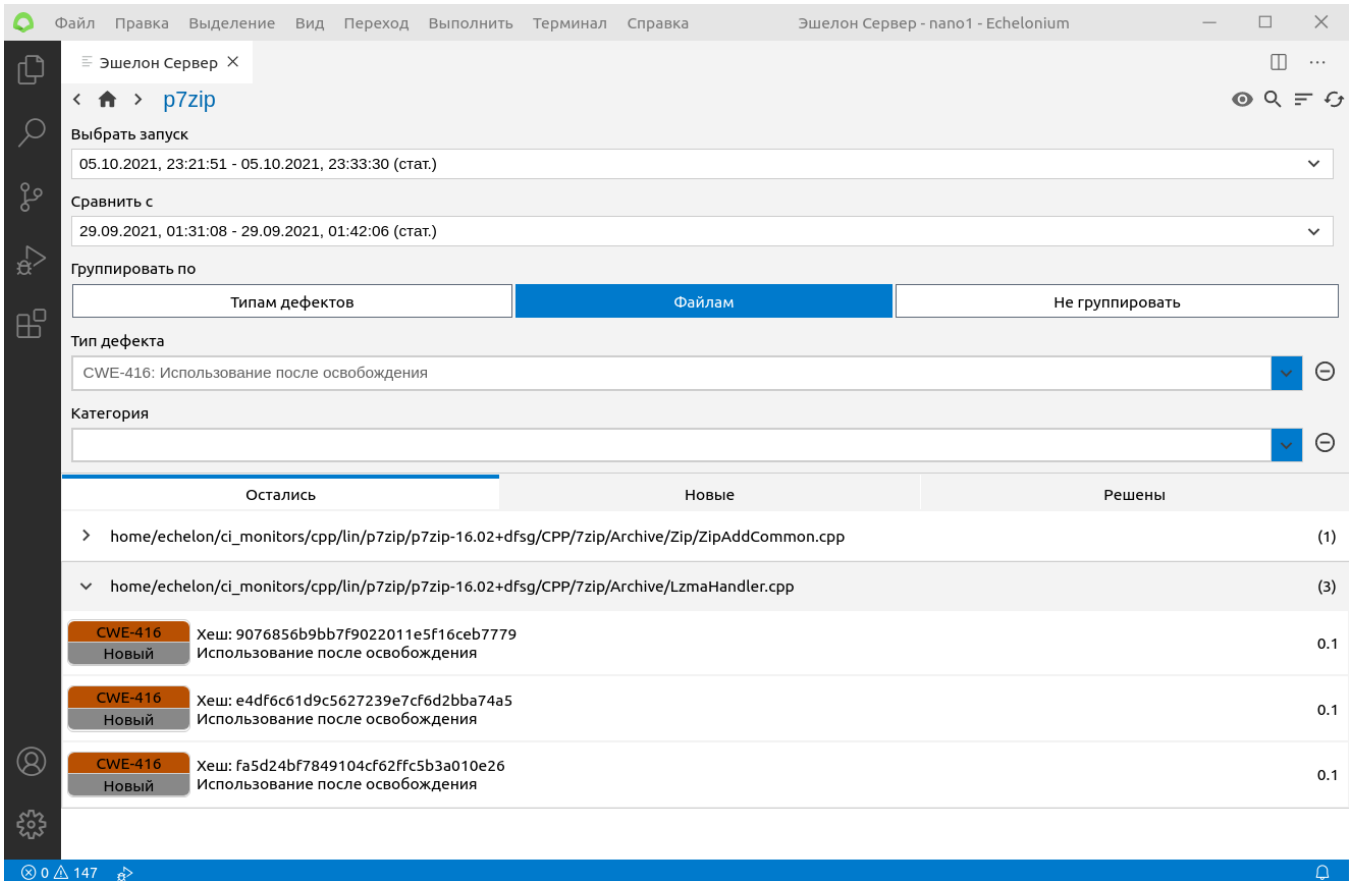 Файл Правка Выделение Вид Переход Выполнить Терминал Справка Эшелон Сервер - nano1 - Echelonium
Эшелон Сервер
p7zip
Выбрать запуск
05.10.2021, 23:21:51 - 05.10.2021, 23:33:30 (стат.)
Сравнить с
29.09.2021, 01:31:08 - 29.09.2021, 01:42:06 (стат.)
Группировать по
Типам дефектов Файлам Не группировать
Тип дефекта
CWE-416: Использование после освобождения
Категория
Остались Новые Решены
home/echelon/ci_monitors/cpp/lin/p7zip/p7zip-16.02+dfsg/CPP/7zip/Archive/Zip/ZipAddCommon.cpp (1)
home/echelon/ci_monitors/cpp/lin/p7zip/p7zip-16.02+dfsg/CPP/7zip/Archive/LzmaHandler.cpp (3)
CWE-416 Хеш: 9076856b9bb7f9022011e5f16ceb7779
Новый Использование после освобождения 0.1
CWE-416 Хеш: e4df6c61d9c5627239e7cf6d2bba74a5
Новый Использование после освобождения 0.1
CWE-416 Хеш: fa5d24bf7849104cf62ffc5b3a010e26
Новый Использование после освобождения 0.1
0 147